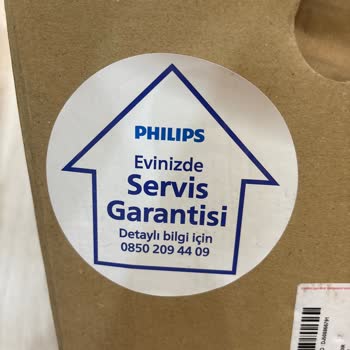 PHILIPS
Evinizde
Servis
Garantisi
Detaylı bilgi için
0850 209 44 09